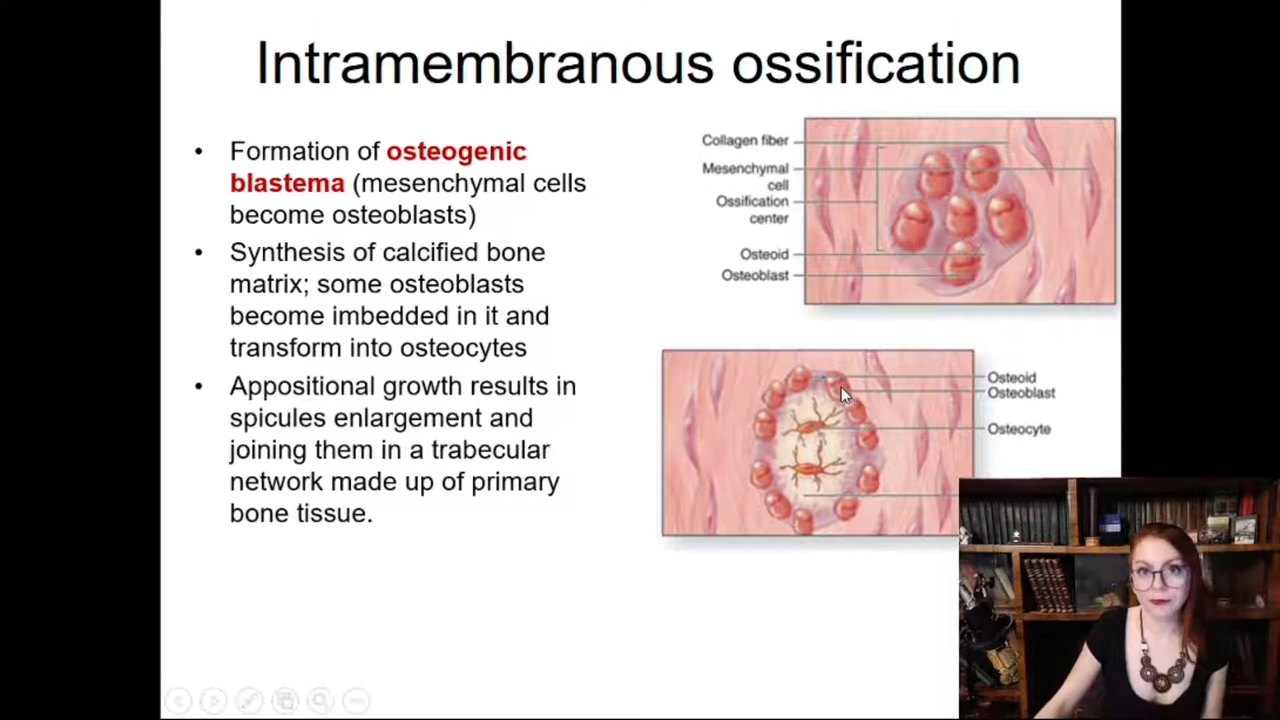 Intramembranous ossification
• Formation of osteogenic
blastema (mesenchymal cells
become osteoblasts)
• Synthesis of calcified bone
matrix; some osteoblasts
become imbedded in it and
transform into osteocytes
• Appositional growth results in
spicules enlargement and
joining them in a trabecular
network made up of primary
bone tissue.
Collagen fiber
Mesenchymal
cell
Ossification
center
Osteoid
Osteoblast
Osteoid
Osteoblast
Osteocyte